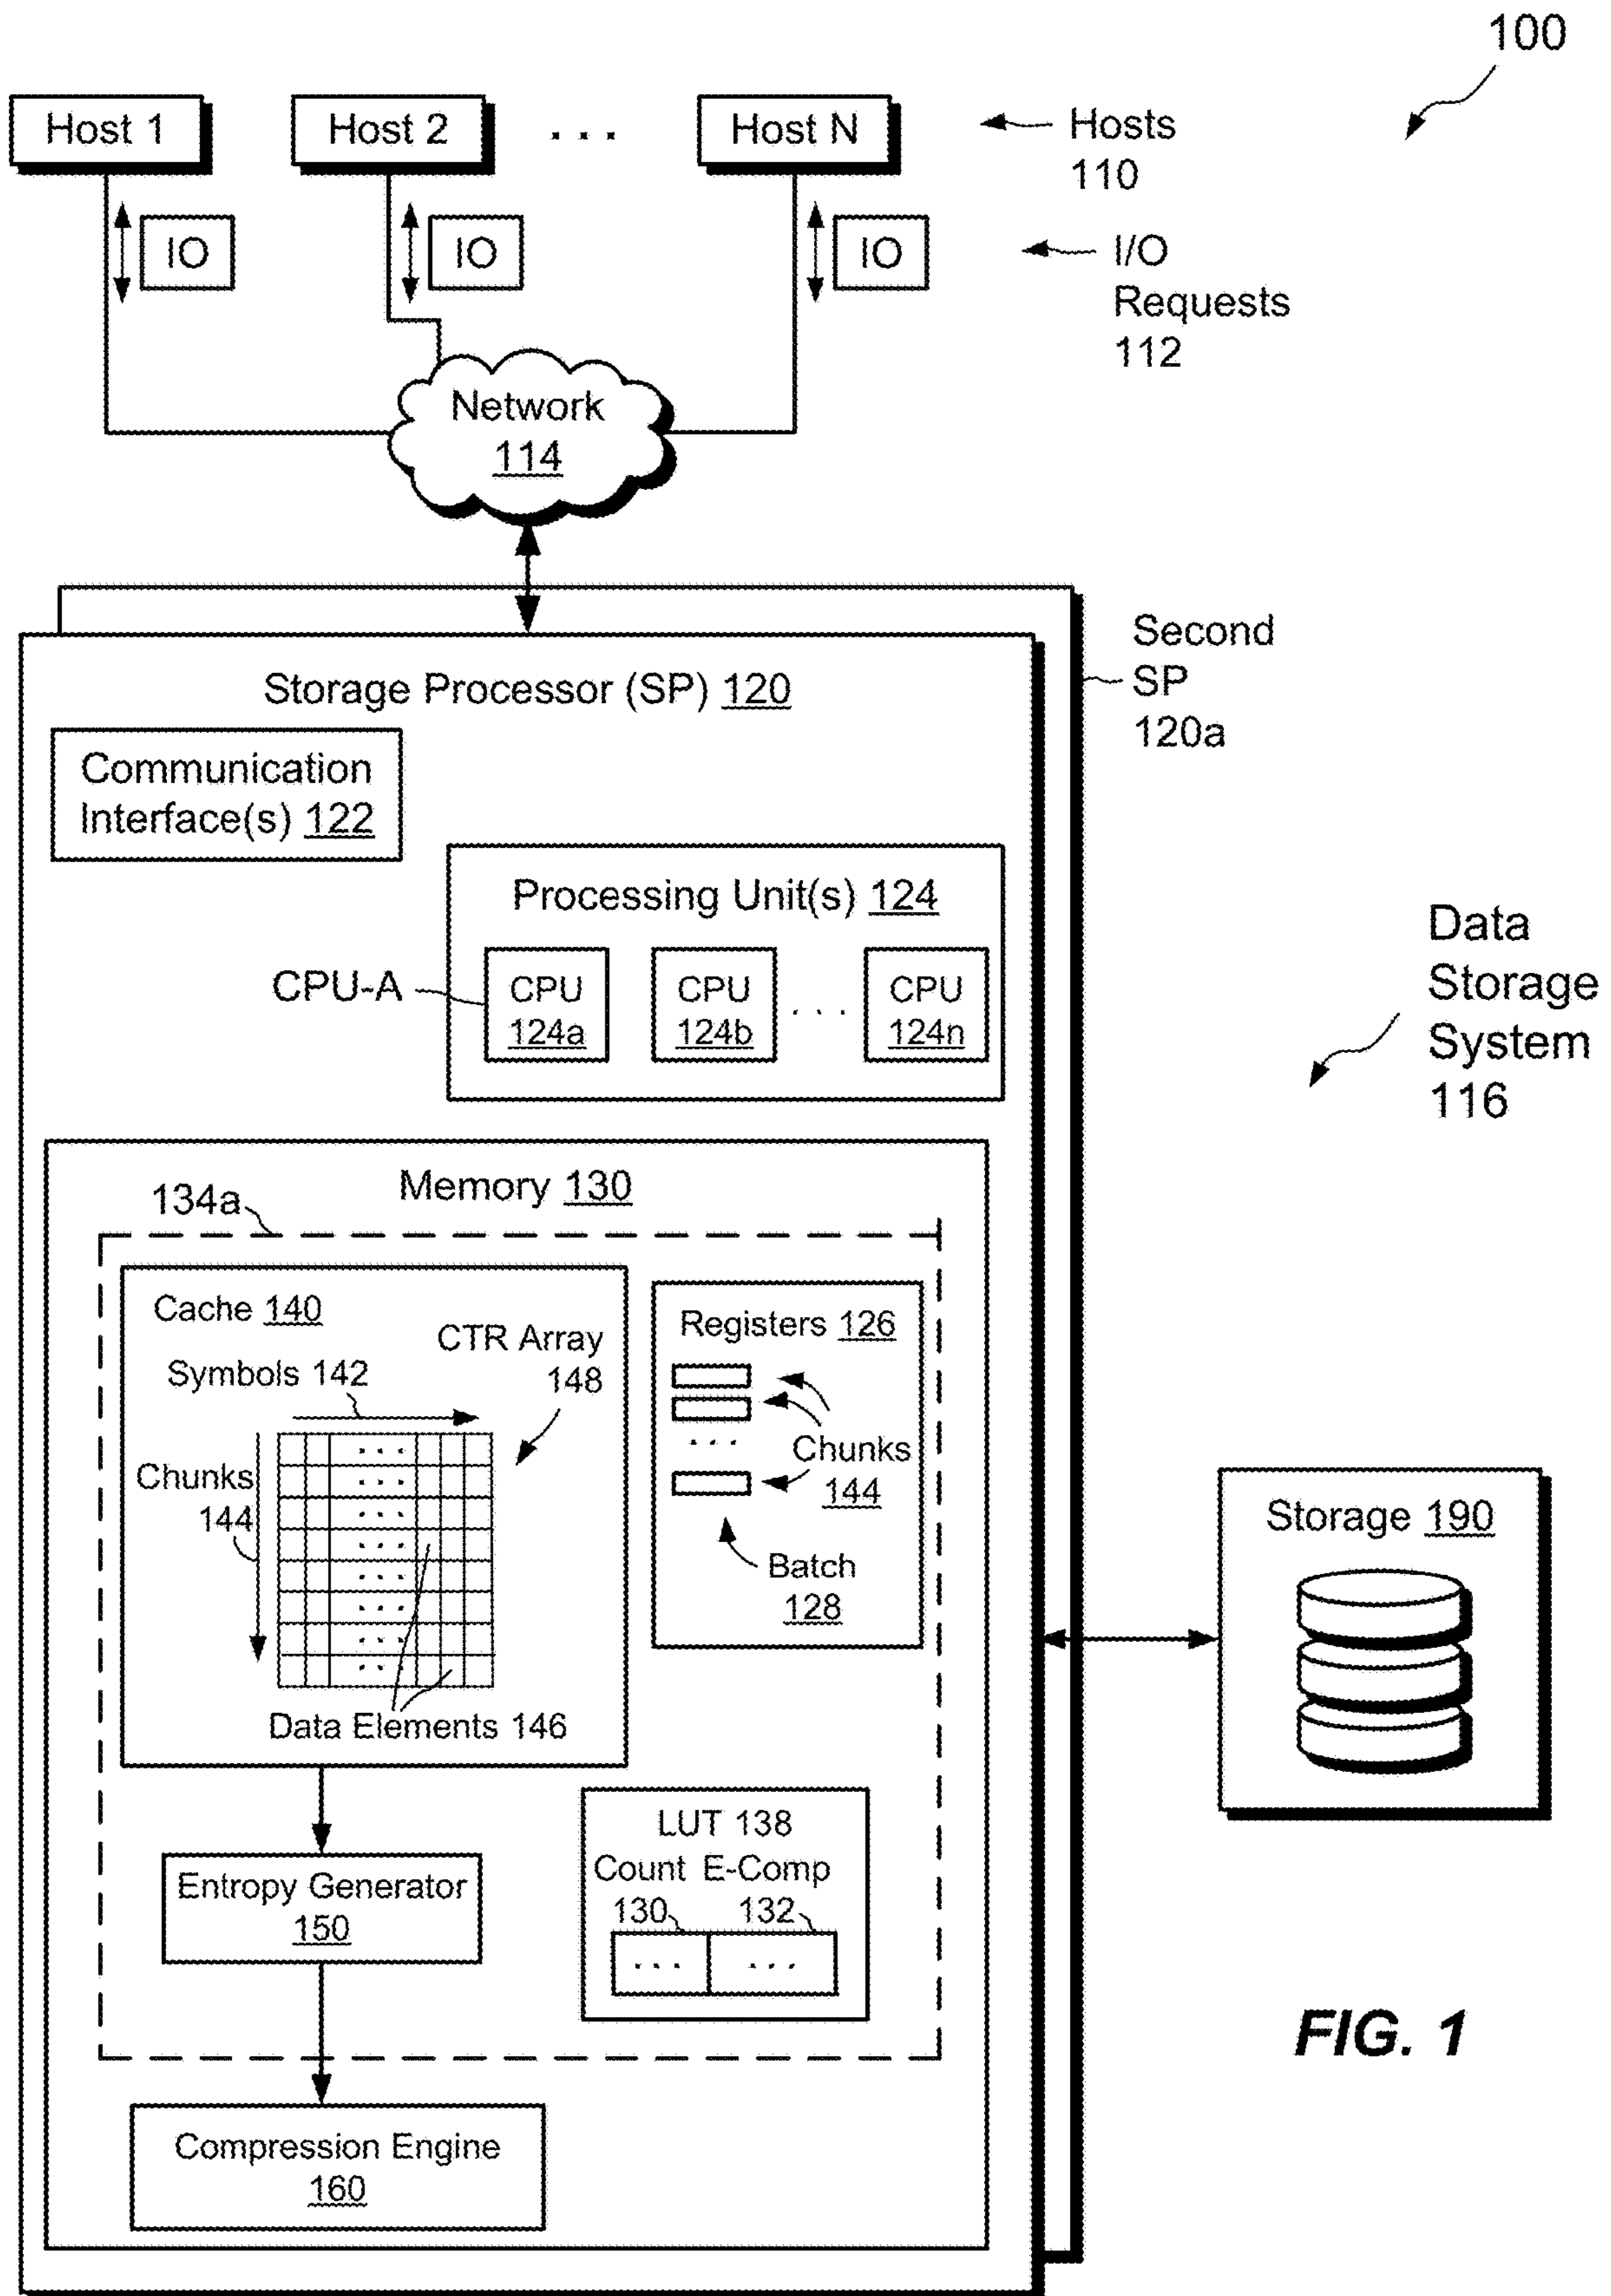 100
Host 1
Host 2
. . .
Host N
Hosts
110
IO
IO
IO
I/O
Requests
112
Network
114
Second
SP
120a
Storage Processor (SP) 120
Communication
Interface(s) 122
Processing Unit(s) 124
CPU-A
CPU
124a
CPU
124b
. . .
CPU
124n
Data
Storage
System
116
Memory 130
134a
Cache 140
CTR Array
148
Symbols 142
Chunks
144
. . .
. . .
. . .
. . .
. . .
. . .
. . .
. . .
Data Elements 146
Registers 126
. . .
Chunks
144
Batch
128
Storage 190
LUT 138
Count E-Comp
130 132
. . . . . .
Entropy Generator
150
Compression Engine
160
FIG. 1